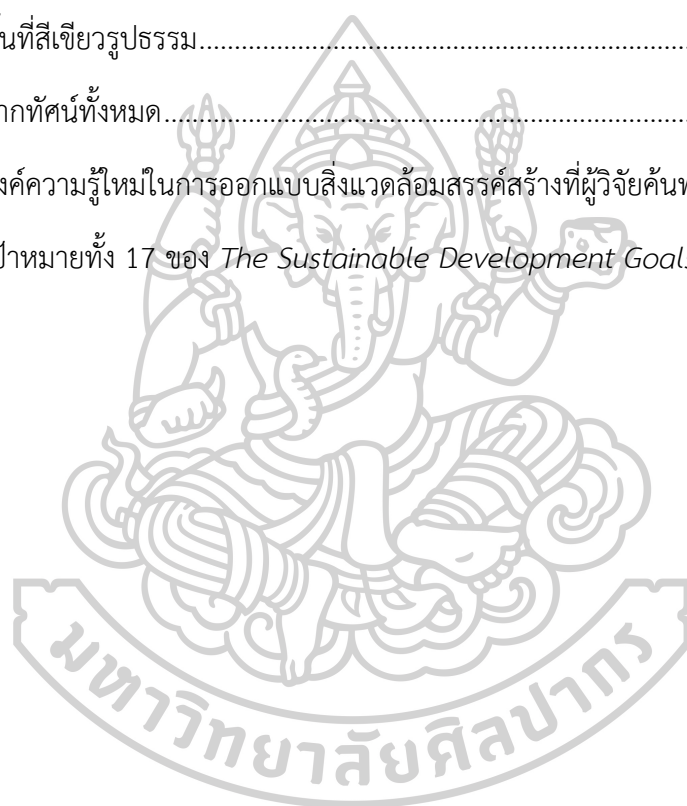 ้นที่สีเขียวรูปธรรม
ากทัศน์ทั้งหมด
งค์ความรู้ใหม่ในการออกแบบสิ่งแวดล้อมสรรค์สร้างที่ผู้วิจัยค้นพ
ป้าหมายทั้ง 17 ของ The Sustainable Development Goals
มหาวิทยาลัยศิลปากร